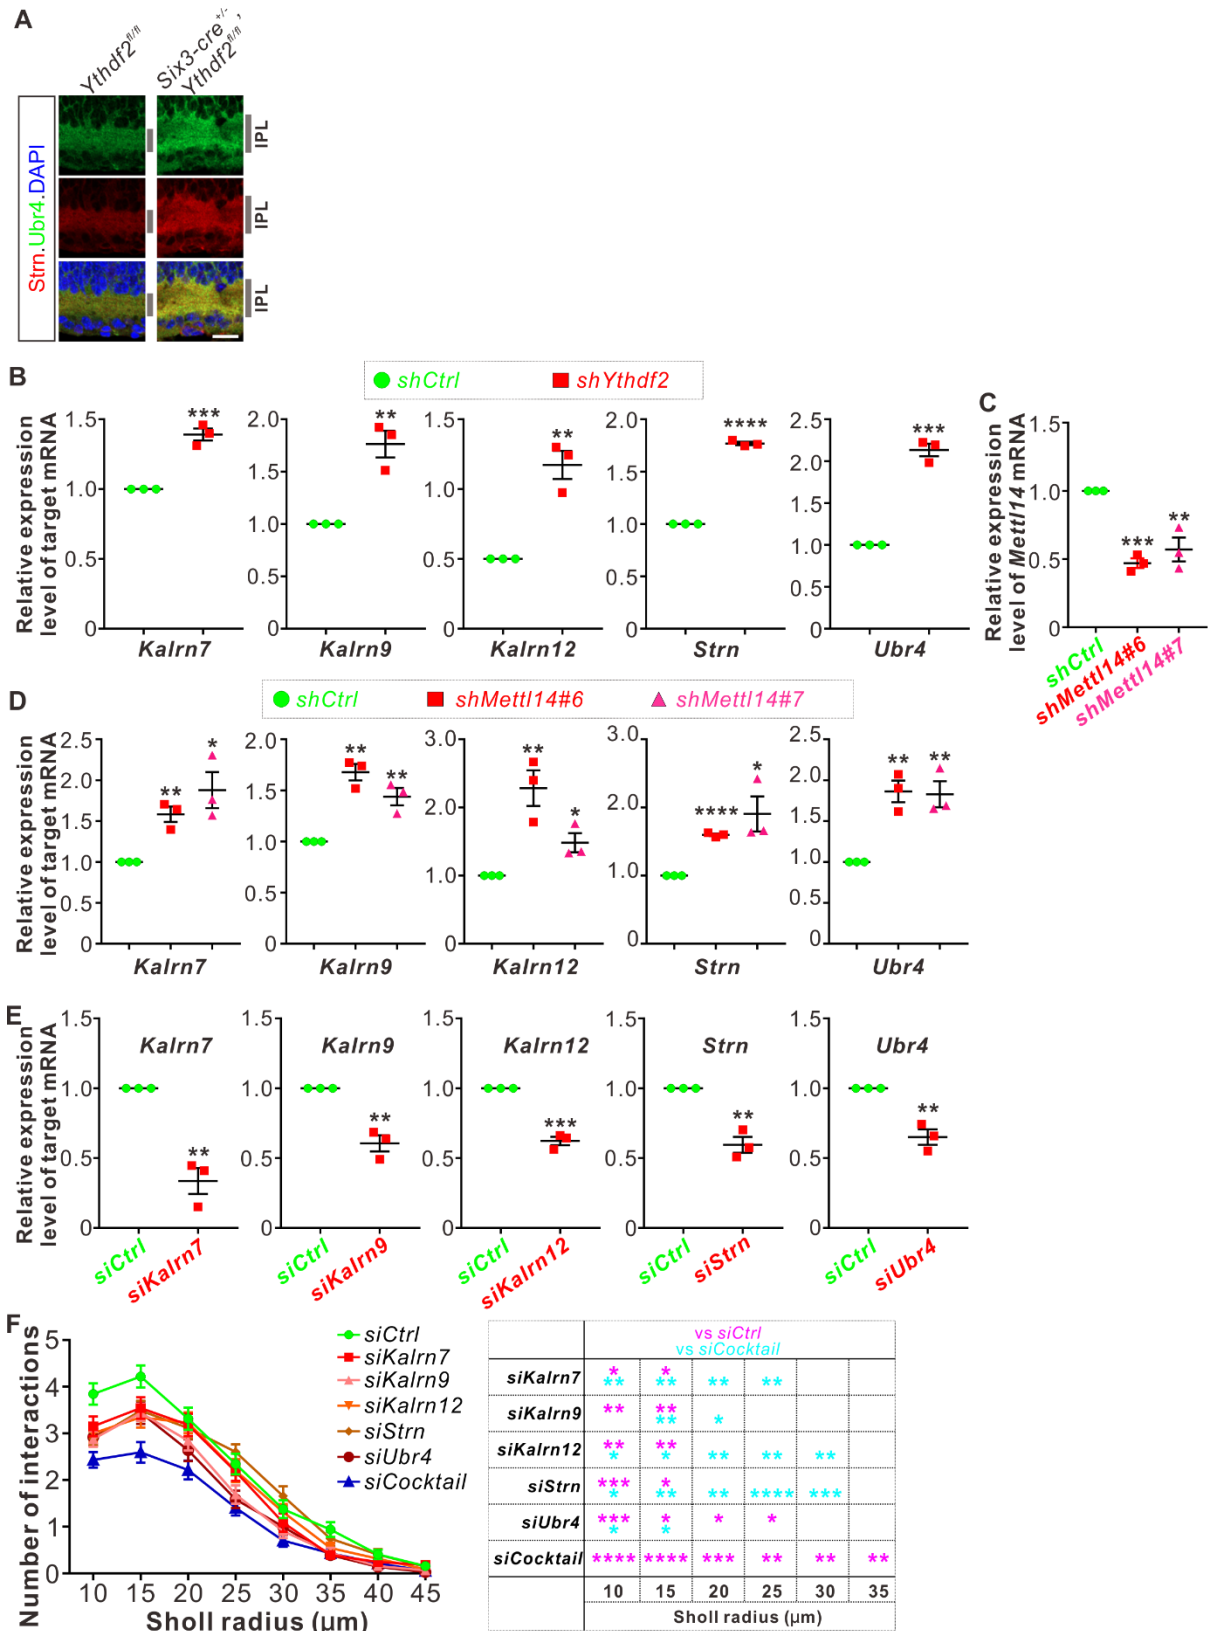 A
Ythdf2fl/fl
Six3-cre+/-,
Ythdf2fl/fl
Strn.Ubr4.DAPI
IPL
IPL
IPL
B
shCtrl shYthdf2
Relative expression
level of target mRNA
1.5 1.0 0.5 0
Kalrn7
***
2.0 1.5 1.0 0.5 0
Kalrn9
**
1.5 1.0 0.5 0
Kalrn12
**
2.0 1.5 1.0 0.5 0
Strn
****
2.5 2.0 1.5 1.0 0.5 0
Ubr4
***
C
Relative expression
level of Mettl14 mRNA
1.5 1.0 0.5 0
*** **
shCtrl
shMettl14#6
shMettl14#7
D
shCtrl shMettl14#6 shMettl14#7
Relative expression
level of target mRNA
2.5 2.0 1.5 1.0 0.5 0
** *
Kalrn7
2.0 1.5 1.0 0.5 0
** **
Kalrn9
3.0 2.0 1.0 0
** *
Kalrn12
3.0 2.0 1.0 0
**** *
Strn
2.5 2.0 1.5 1.0 0.5 0
** **
Ubr4
E
Relative expression
level of target mRNA
1.5 1.0 0.5 0
Kalrn7
**
siCtrl
siKalrn7
1.5 1.0 0.5 0
Kalrn9
**
siCtrl
siKalrn9
1.5 1.0 0.5 0
Kalrn12
***
siCtrl
siKalrn12
1.5 1.0 0.5 0
Strn
**
siCtrl
siStrn
1.5 1.0 0.5 0
Ubr4
**
siCtrl
siUbr4
F
Number of interactions
5 4 3 2 1 0
siCtrl
siKalrn7
siKalrn9
siKalrn12
siStrn
siUbr4
siCocktail
10 15 20 25 30 35 40 45
Sholl radius (μm)
vs siCtrl
vs siCocktail
siKalrn7
* *
** ** ** **
siKalrn9
** **
** *
siKalrn12
** **
* * ** ** **
siStrn
*** *
* ** ** **** ***
siUbr4
*** * * *
* *
siCocktail **** **** *** ** ** **
10 15 20 25 30 35
Sholl radius (μm)